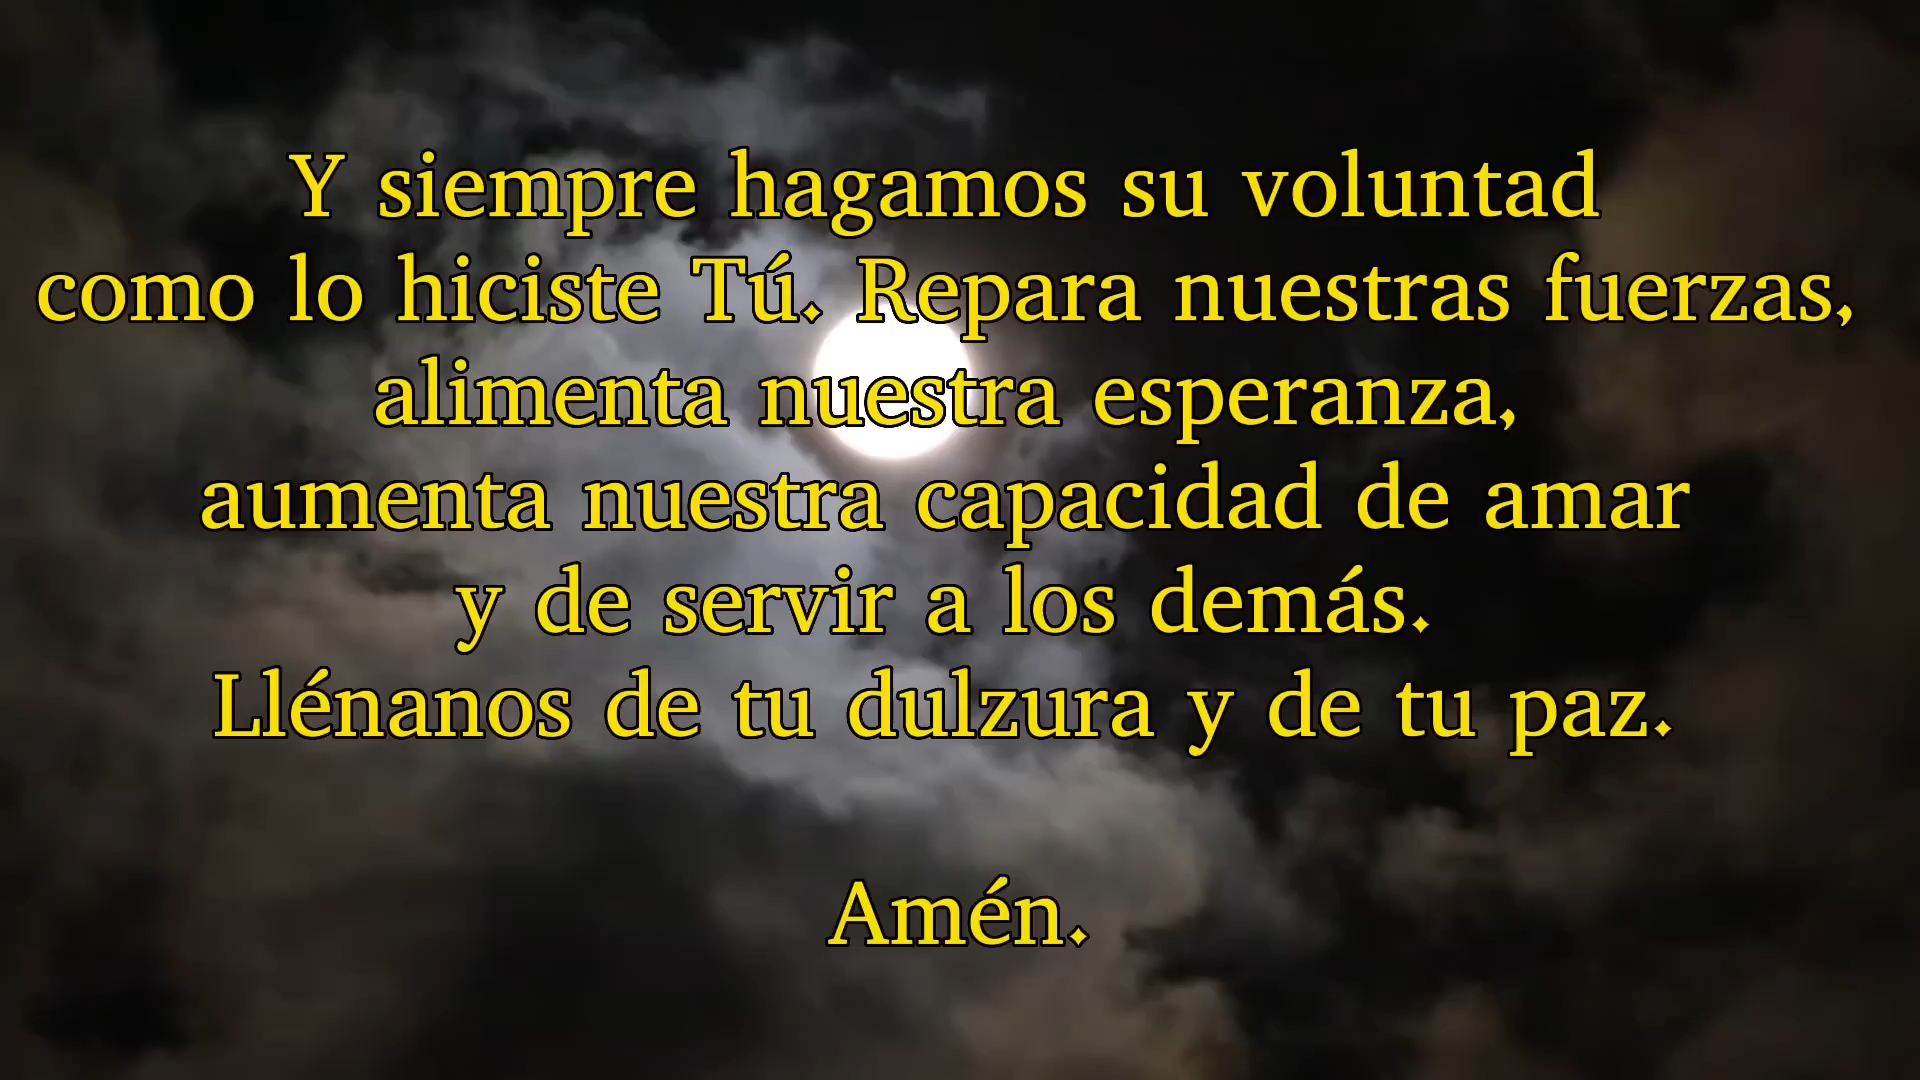 Y siempre hagamos su voluntad
como lo hiciste Tú. Repara nuestras fuerzas,
alimenta nuestra esperanza,
aumenta nuestra capacidad de amar
y de servir a los demás.
Llénanos de tu dulzura y de tu paz.
Amén.